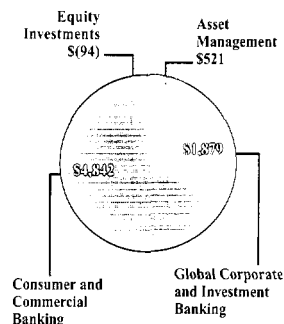 Equity
Investments
$(94)
Asset
Management
$521
$1,879
$4,842
Consumer and
Commercial
Banking
Global Corporate
and Investment
Banking